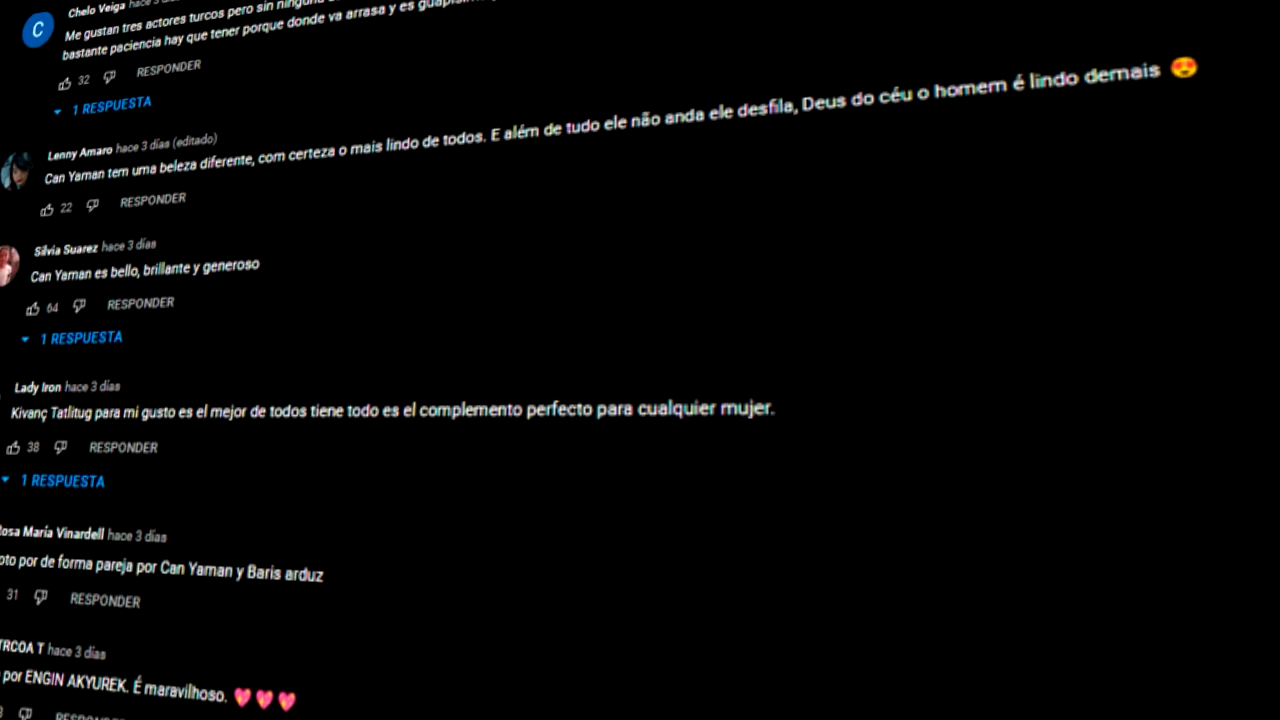 Chelo Veiga hace 3
Me gustan tres actores turcos pero sin ninguna
bastante paciencia hay que tener porque donde va arrasa y es
32 RESPONDER
1 RESPUESTA
Lenny Amaro hace 3 días (editado)
Can Yaman tem uma beleza diferente, com certeza o mais lindo de todos. E além de tudo ele não anda ele desfila, Deus do céu o homem é lindo demais 😍
22 RESPONDER
Silvia Suarez hace 3 días
Can Yaman es bello, brillante y generoso
64 RESPONDER
1 RESPUESTA
Lady Iron hace 3 días
Kivanç Tatlitug para mi gusto es el mejor de todos tiene todo es el complemento perfecto para cualquier mujer.
38 RESPONDER
1 RESPUESTA
María Vinardell hace 3 días
por de forma pareja por Can Yaman y Baris arduz
31 RESPONDER
T hace 3 días
por ENGIN AKYUREK. É maravilhoso. 💖💖💖